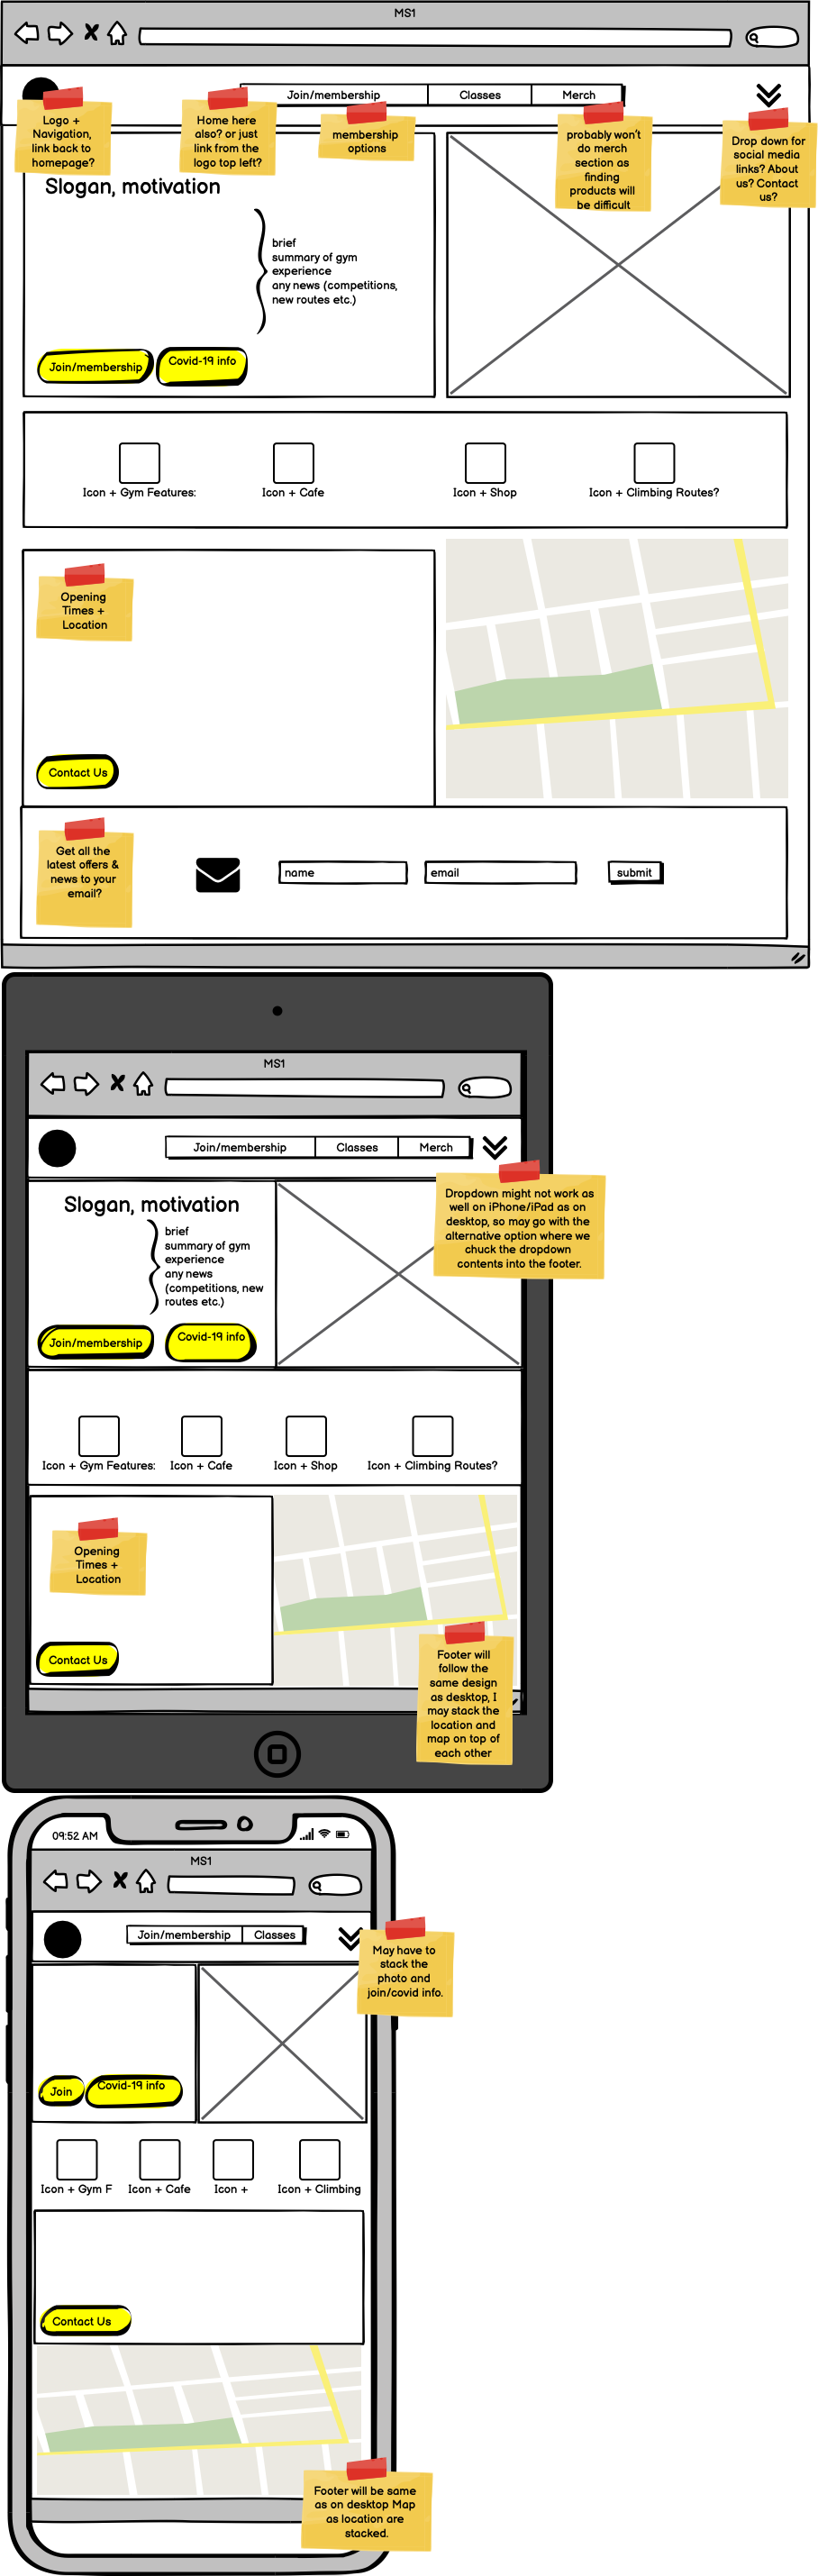 MS1
Join/membership Classes Merch
Logo +
Navigation,
link back to
homepage?
Home here
also? or just
link from the
logo top left?
membership
options
probably won't
do merch
section as
finding
products will
be difficult
Drop down for
social media
links? About
us? Contact
us?
Slogan, motivation
brief
summary of gym
experience
any news (competitions,
new routes etc.)
Join/membership Covid-19 info
Icon + Gym Features: Icon + Cafe Icon + Shop Icon + Climbing Routes?
Opening
Times +
Location
Contact Us
Get all the
latest offers &
news to your
email?
name email submit
MS1
Join/membership Classes Merch
Dropdown might not work as
well on iPhone/iPad as on
desktop, so may go with the
alternative option where we
chuck the dropdown
contents into the footer.
Slogan, motivation
brief
summary of gym
experience
any news
(competitions, new
routes etc.)
Join/membership Covid-19 info
Icon + Gym Features: Icon + Cafe Icon + Shop Icon + Climbing Routes?
Opening
Times +
Location
Contact Us
Footer will
follow the
same design
as desktop, I
may stack the
location and
map on top of
each other
09:52 AM
MS1
Join/membership Classes
May have to
stack the
photo and
join/covid info.
Join Covid-19 info
Icon + Gym F Icon + Cafe Icon + Icon + Climbing
Contact Us
Footer will be same
as on desktop Map
as location are
stacked.